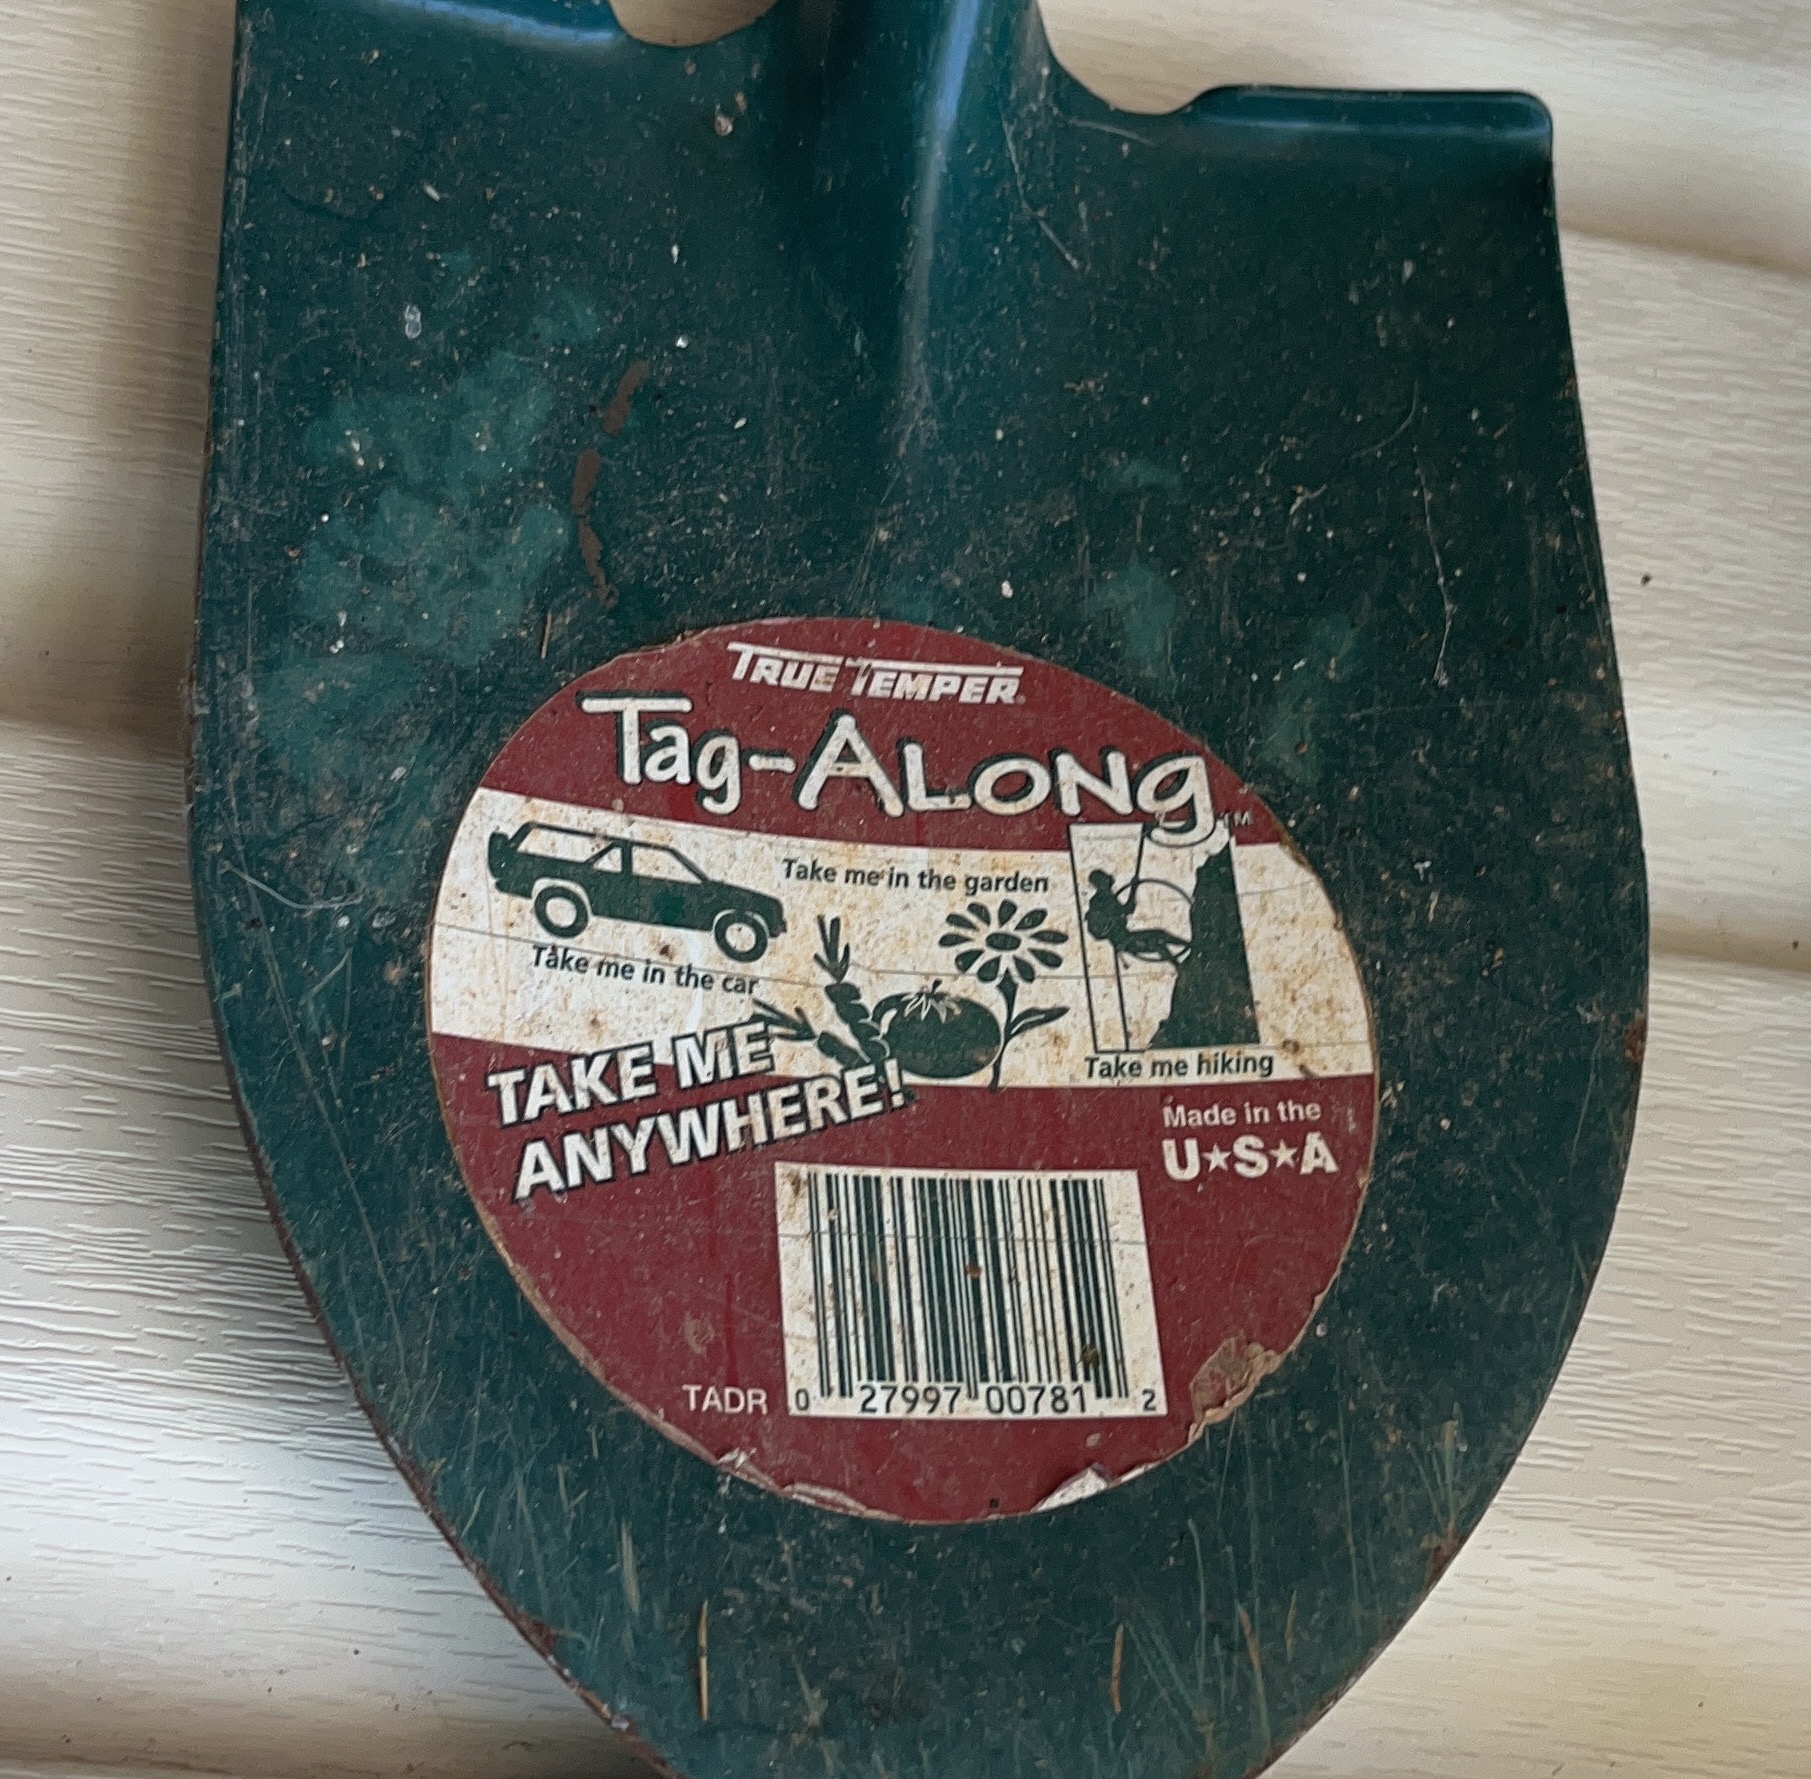 TRUE TEMPER®
Tag-ALONg™
Take me in the garden
Take me in the car
TAKE ME
ANYWHERE!
Take me hiking
Made in the
U★S★A
TADR
0 27997 00781 2